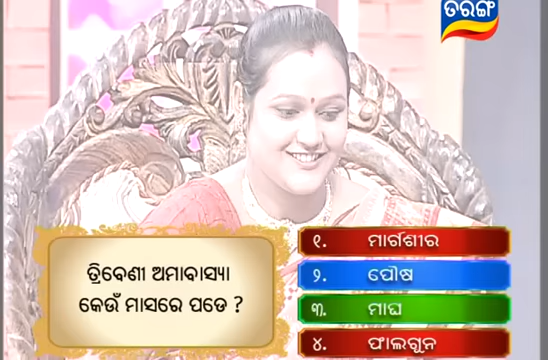 ତରଙ୍ଗ
ତ୍ରିବେଣୀ ଅମାବାସ୍ୟା
କେଉଁ ମାସରେ ପଡେ ?
୧. ମାର୍ଗଶୀର
୨. ପୌଷ
୩. ମାଘ
୪. ଫାଲଗୁନ